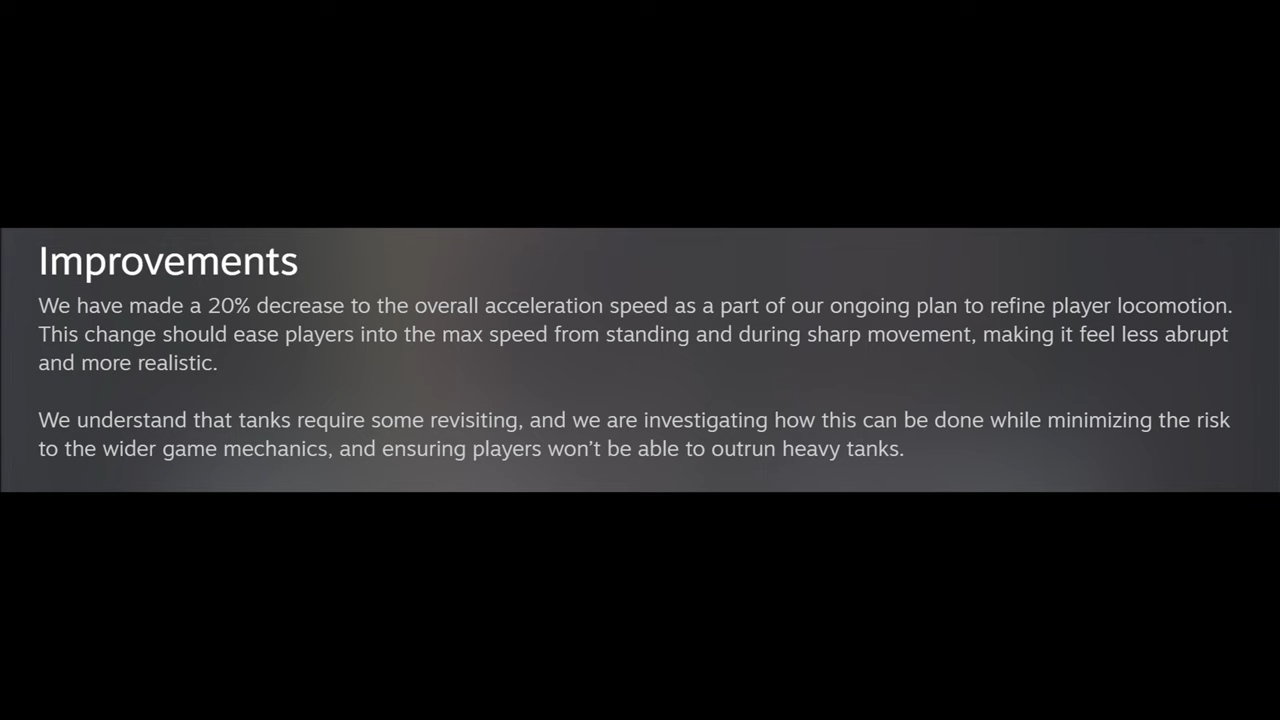 Improvements
We have made a 20% decrease to the overall acceleration speed as a part of our ongoing plan to refine player locomotion.
This change should ease players into the max speed from standing and during sharp movement, making it feel less abrupt
and more realistic.
We understand that tanks require some revisiting, and we are investigating how this can be done while minimizing the risk
to the wider game mechanics, and ensuring players won’t be able to outrun heavy tanks.